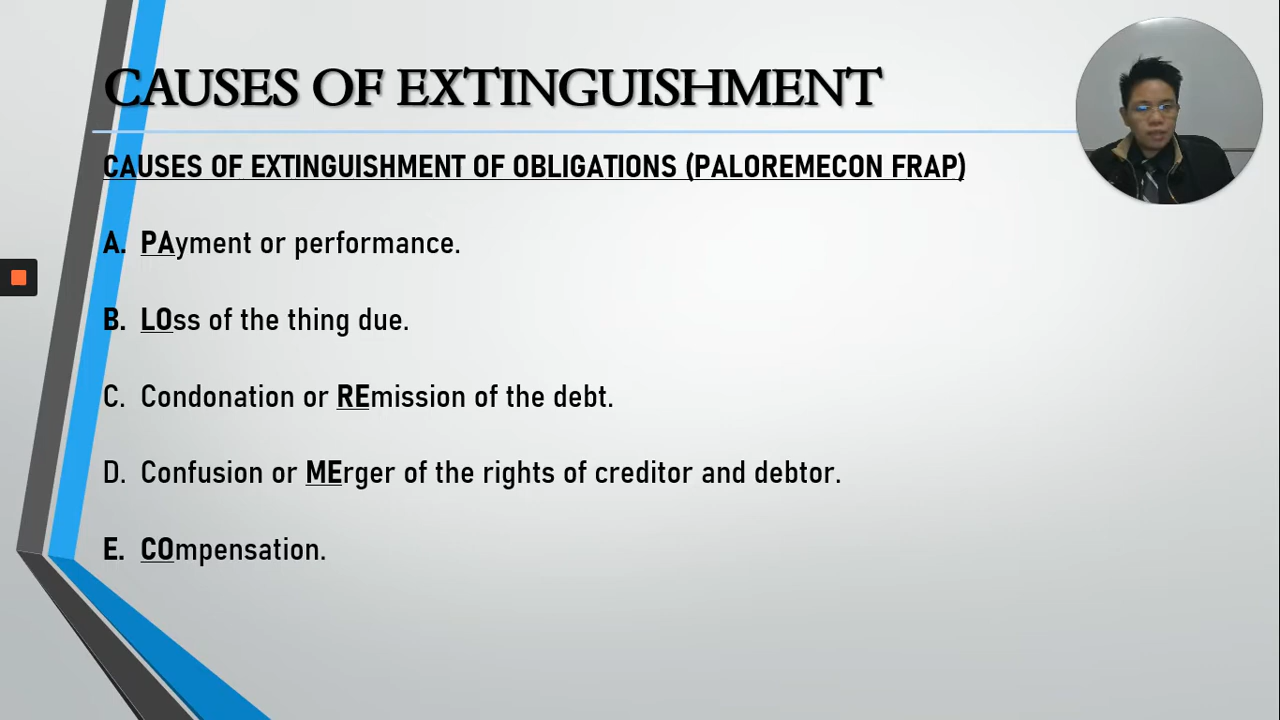 CAUSES OF EXTINGUISHMENT
CAUSES OF EXTINGUISHMENT OF OBLIGATIONS (PALOREMECON FRAP)
A. PAyment or performance.
B. LOss of the thing due.
C. Condonation or REmission of the debt.
D. Confusion or MErger of the rights of creditor and debtor.
E. COmpensation.